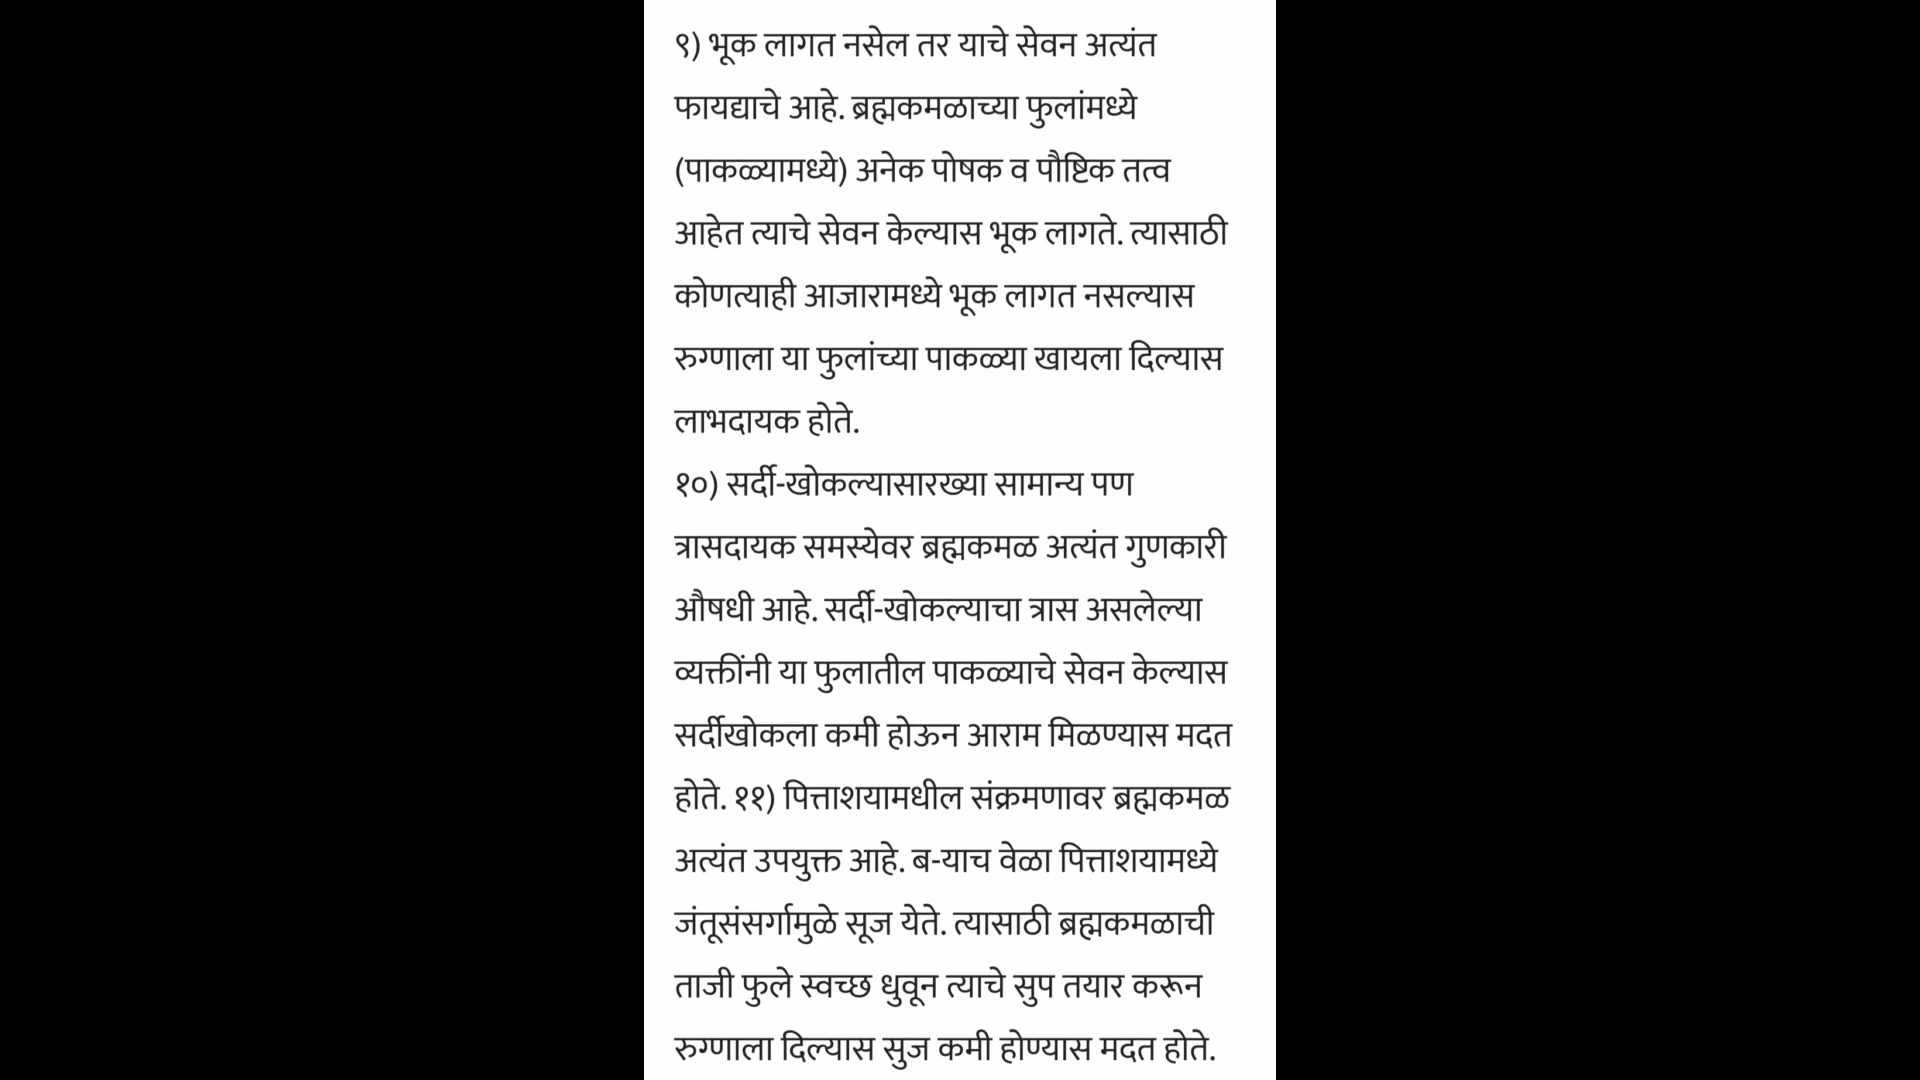 ९) भूक लागत नसेल तर याचे सेवन अत्यंत
फायद्याचे आहे. ब्रह्मकमळाच्या फुलांमध्ये
(पाकळ्यामध्ये) अनेक पोषक व पौष्टिक तत्व
आहेत त्याचे सेवन केल्यास भूक लागते. त्यासाठी
कोणत्याही आजारामध्ये भूक लागत नसल्यास
रुग्णाला या फुलांच्या पाकळ्या खायला दिल्यास
लाभदायक होते.
१०) सर्दी-खोकल्यासारख्या सामान्य पण
त्रासदायक समस्येवर ब्रह्मकमळ अत्यंत गुणकारी
औषधी आहे. सर्दी-खोकल्याचा त्रास असलेल्या
व्यक्तींनी या फुलातील पाकळ्याचे सेवन केल्यास
सर्दीखोकला कमी होऊन आराम मिळण्यास मदत
होते. ११) पित्ताशयामधील संक्रमणावर ब्रह्मकमळ
अत्यंत उपयुक्त आहे. ब-याच वेळा पित्ताशयामध्ये
जंतूसंसर्गामुळे सूज येते. त्यासाठी ब्रह्मकमळाची
ताजी फुले स्वच्छ धुवून त्याचे सुप तयार करून
रुग्णाला दिल्यास सुज कमी होण्यास मदत होते.